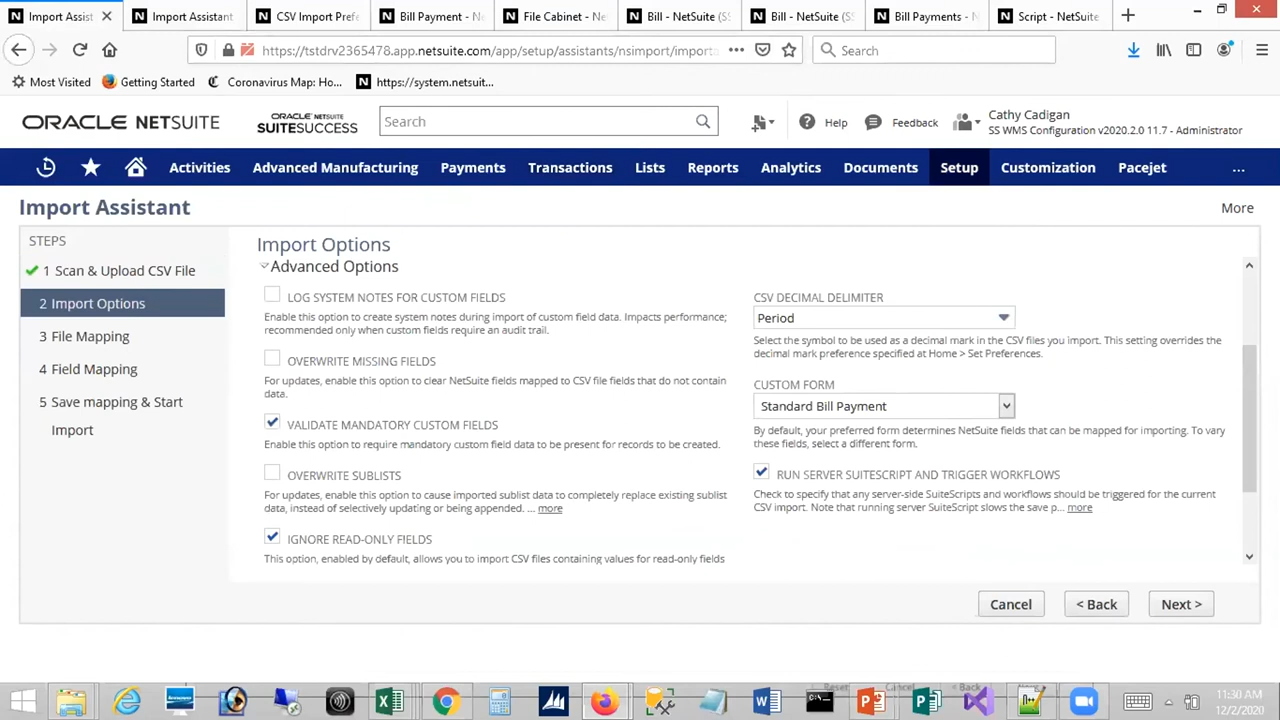 Import Assist
Import Assistant
CSV Import Prefe
Bill Payment -
File Cabinet - Ne
Bill - NetSuite (SS
Bill - NetSuite (SS
Bill Payments - N
Script - NetSuite
https://tstdrv2365478.app.netsuite.com/app/setup/assistants/nsimport/importa
Search
Most Visited
Getting Started
Coronavirus Map: Ho...
https://system.netsuit...
ORACLE NETSUITE
ORACLE NETSUITE
SUITESUCCESS
Search
Help
Feedback
Cathy Cadigan
SS WMS Configuration v2020.2.0 11.7 - Administrator
Activities
Advanced Manufacturing
Payments
Transactions
Lists
Reports
Analytics
Documents
Setup
Customization
Pacejet
...
Import Assistant
More
STEPS
1 Scan & Upload CSV File
2 Import Options
3 File Mapping
4 Field Mapping
5 Save mapping & Start
Import
Import Options
Advanced Options
LOG SYSTEM NOTES FOR CUSTOM FIELDS
Enable this option to create system notes during import of custom field data. Impacts performance;
recommended only when custom fields require an audit trail.
OVERWRITE MISSING FIELDS
For updates, enable this option to clear NetSuite fields mapped to CSV file fields that do not contain
data.
VALIDATE MANDATORY CUSTOM FIELDS
Enable this option to require mandatory custom field data to be present for records to be created.
OVERWRITE SUBLISTS
For updates, enable this option to cause imported sublist data to completely replace existing sublist
data, instead of selectively updating or being appended. ... more
IGNORE READ-ONLY FIELDS
This option, enabled by default, allows you to import CSV files containing values for read-only fields
CSV DECIMAL DELIMITER
Period
Select the symbol to be used as a decimal mark in the CSV files you import. This setting overrides the
decimal mark preference specified at Home > Set Preferences.
CUSTOM FORM
Standard Bill Payment
By default, your preferred form determines NetSuite fields that can be mapped for importing. To vary
these fields, select a different form.
RUN SERVER SUITESCRIPT AND TRIGGER WORKFLOWS
Check to specify that any server-side SuiteScripts and workflows should be triggered for the current
CSV import. Note that running server SuiteScript slows the save p... more
Cancel
< Back
Next >
11:30 AM
12/2/2020